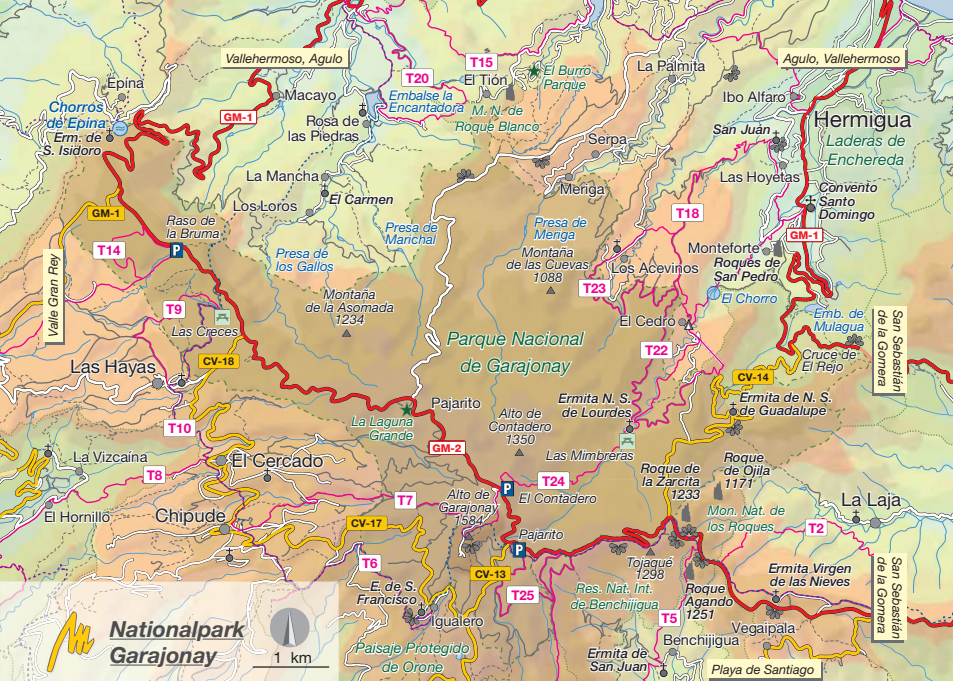 Vallehermosa, Agulo
T15
El Tión
El Burro
Parque
La Palmita
Agulo, Vallehermoso
Epina
Chorros
de Epina
Erm. de
S. Isidoro
Macayo
GM-1
T20
Embalse la
Encantadora
Rosa de
las Piedras
M. N. de
Roque Blanco
Serpa
Ibo Alfaro
Hermigua
San Juán
Laderas de
Enchereda
La Mancha
Los Loros
El Carmen
Meriga
Las Hoyetas
Convento
Santo
Domingo
GM-1
T14
Raso de
la Bruma
P
Presa de
los Gallos
Presa de
Marichal
Presa de
Meriga
Montaña
de las Cuevas
1088
T18
Monteforte
Roques de
San Pedro
GM-1
Los Acevinos
T23
El Chorro
Valle Gran Rey
T9
Las Creces
Montaña
de la Asomada
1234
Parque Nacional
de Garajonay
El Cedro
T22
Emb. de
Mulagua
San Sebastián
de la Gomera
Cruce de
El Rejo
CV-18
Las Hayas
CV-14
Pajarito
La Laguna
Grande
Ermita N. S.
de Lourdes
Ermita de N. S.
de Guadalupe
Alto de
Contadero
1350
T10
GM-2
Las Mimbreras
La Vizcaína
T8
El Cercado
T24
El Contadero
P
Roque de
la Zarcita
1233
Roque
de Ojila
1171
T7
Alto de
Garajonay
1584
El Hornillo
Chipude
CV-17
Mon. Nat. de
los Roques
La Laja
T2
Pajarito
P
T6
CV-13
Tojaqué
1298
E. de S.
Francisco
T25
Res. Nat. Int.
de Benchijigua
Roque
Agando
1251
Ermita Virgen
de las Nieves
San Sebastián
de la Gomera
Igualero
T5
Vegaipala
Nationalpark
Garajonay
1 km
Paisaje Protegido
de Orone
Benchijigua
Ermita de
San Juan
Playa de Santiago